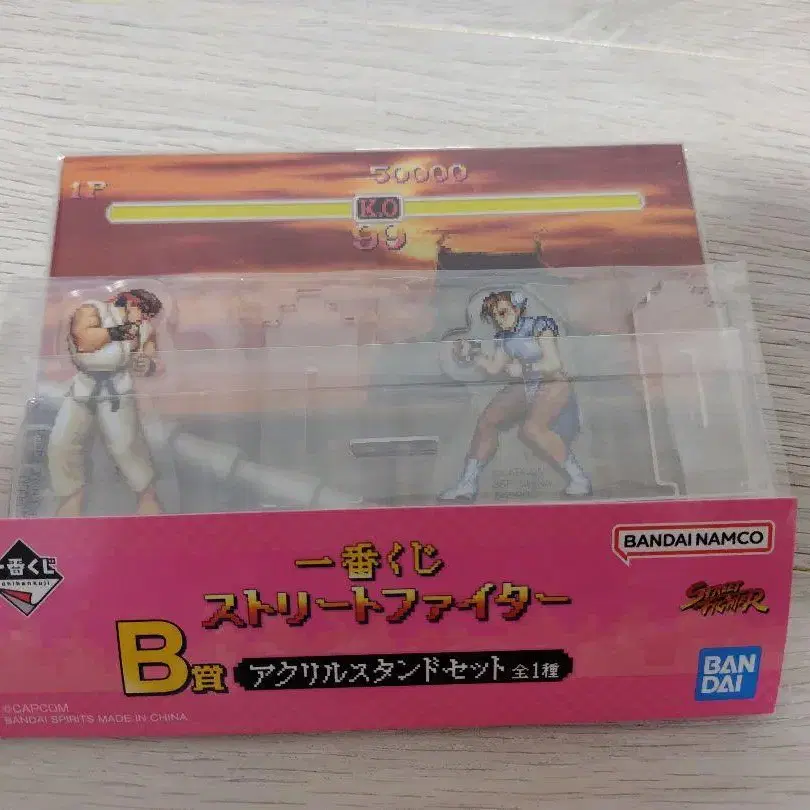 1P
50000
K.O
99
BANDAI NAMCO
一番くじ
ichibankuji
一番くじ
ストリートファイター
STREET FIGHTER
B賞 アクリルスタンドセット 全1種
BANDAI
©CAPCOM
BANDAI SPIRITS MADE IN CHINA